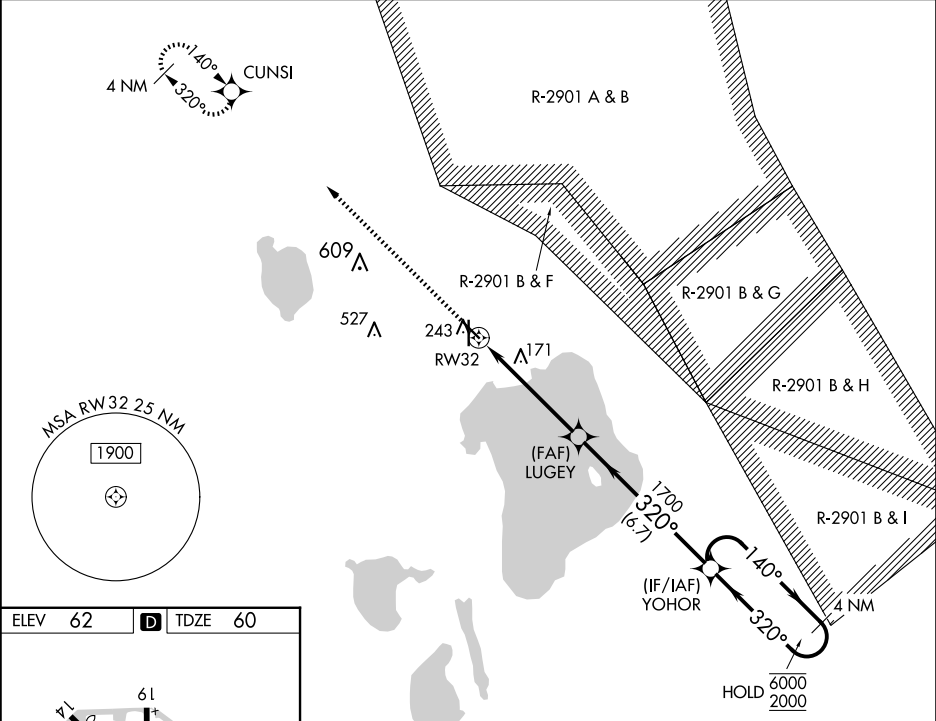 140°
CUNSI
4 NM
320°
R-2901 A & B
609
R-2901 B & F
R-2901 B & G
527
243
RW32
171
R-2901 B & H
MSA RW32 25 NM
1900
(FAF)
LUGEY
1700
320°
(6.7)
R-2901 B & I
140°
(IF/IAF)
YOHOR
4 NM
320°
HOLD 6000
2000
ELEV 62 D TDZE 60
14
19